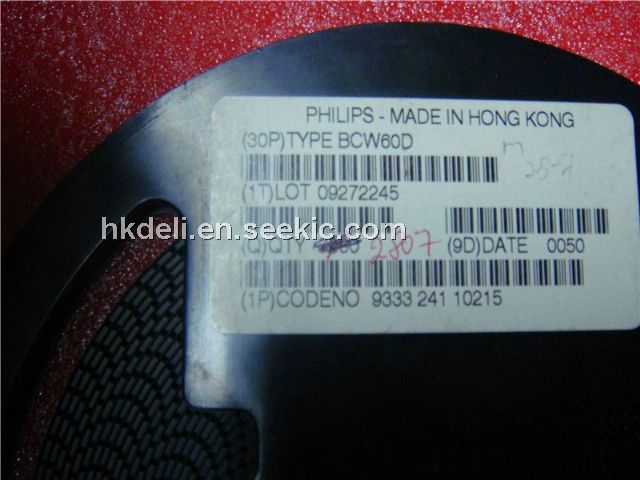 PHILIPS - MADE IN HONG KONG
(30P)TYPE BCW60D
(1T)LOT 09272245
hkdeli.en.seekic.com
(Q)QTY 2807 (9D)DATE 0050
(1P)CODENO 9333 241 10215